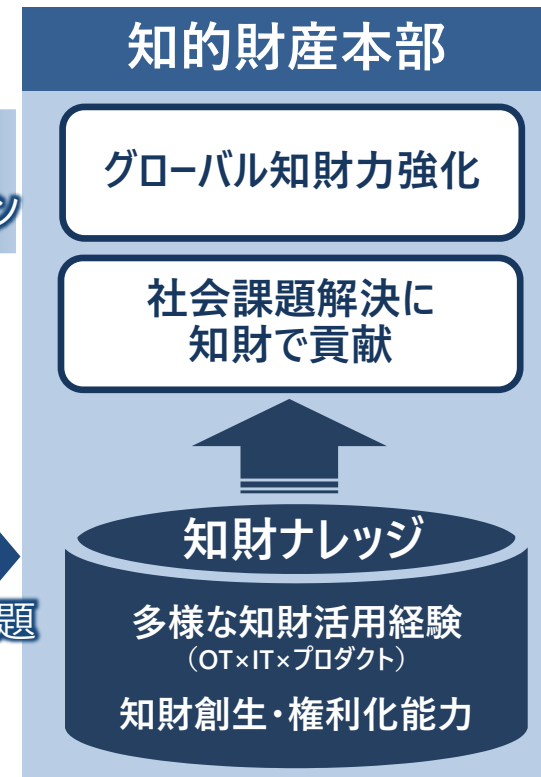 知的財産本部
グローバル知財力強化
ン
社会課題解決に
知財で貢献
知財ナレッジ
題
多様な知財活用経験
（OT×IT×プロダクト）
知財創生・権利化能力